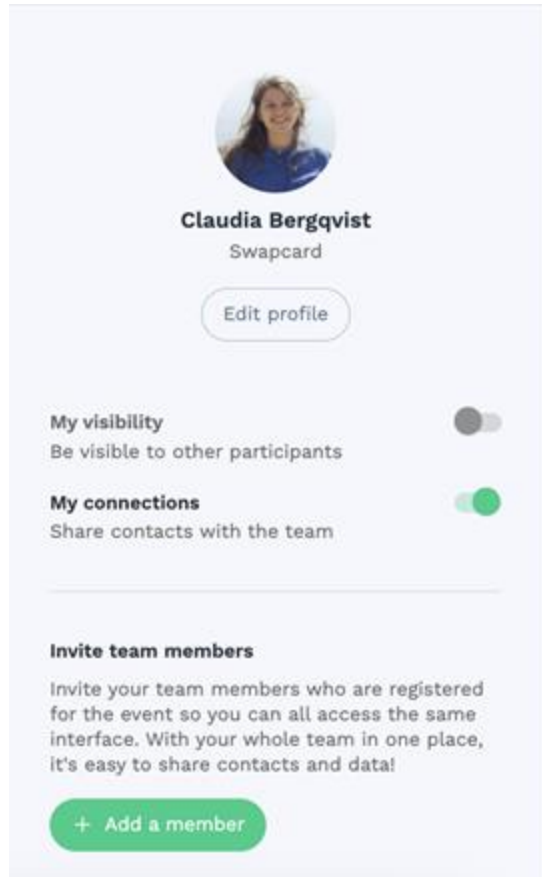 Claudia Bergqvist
Swapcard
Edit profile
My visibility
Be visible to other participants
My connections
Share contacts with the team
Invite team members
Invite your team members who are registered
for the event so you can all access the same
interface. With your whole team in one place,
it's easy to share contacts and data!
+ Add a member